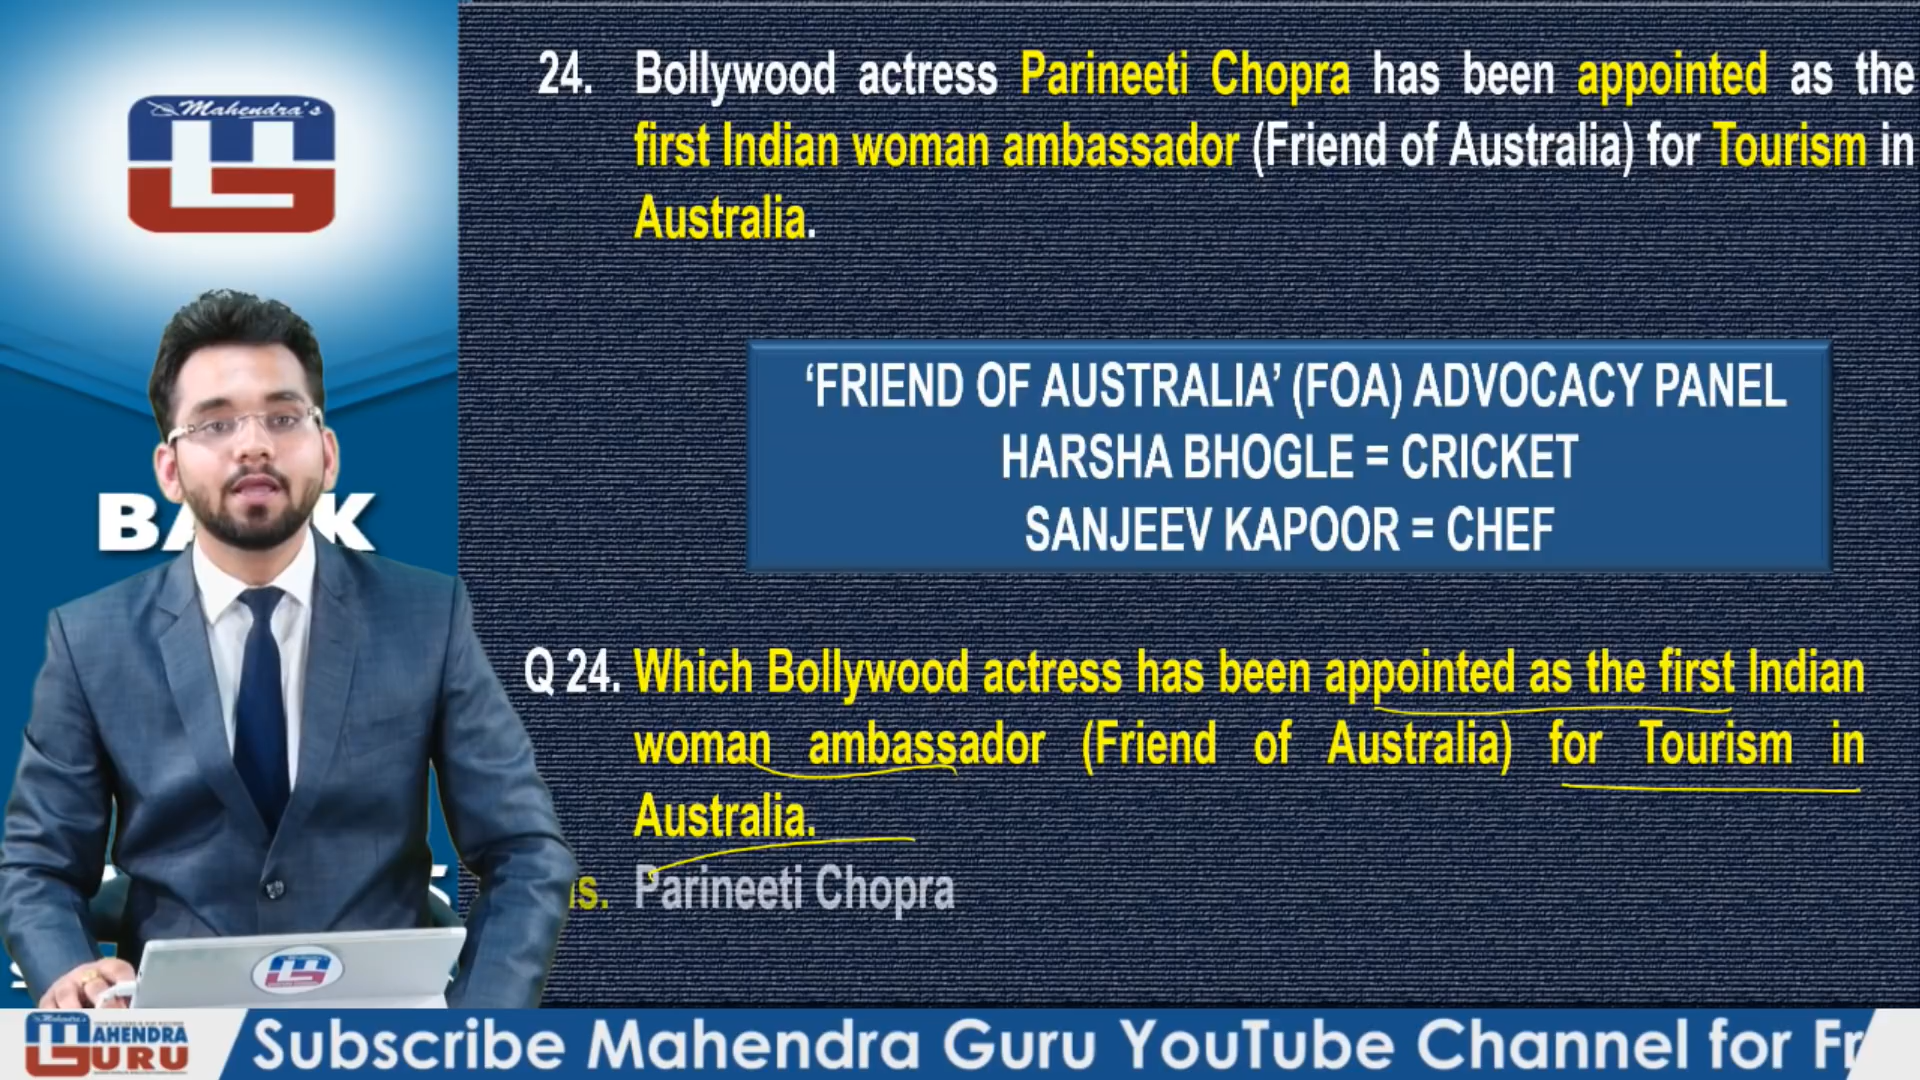 Mahendra's
24. Bollywood actress Parineeti Chopra has been appointed as the
first Indian woman ambassador (Friend of Australia) for Tourism in
Australia.
‘FRIEND OF AUSTRALIA’ (FOA) ADVOCACY PANEL
HARSHA BHOGLE = CRICKET
SANJEEV KAPOOR = CHEF
Q 24. Which Bollywood actress has been appointed as the first Indian
woman ambassador (Friend of Australia) for Tourism in
Australia.
Parineeti Chopra
Mahendra's
MAHENDRA
GURU
Subscribe Mahendra Guru YouTube Channel for Fr